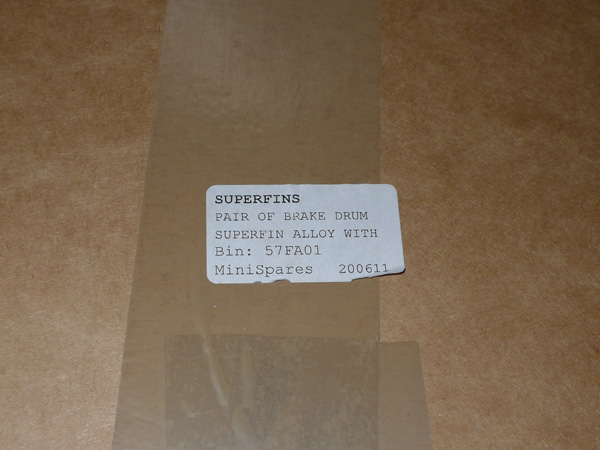 SUPERFINS
PAIR OF BRAKE DRUM
SUPERFIN ALLOY WITH
Bin: 57FA01
MiniSpares 200611